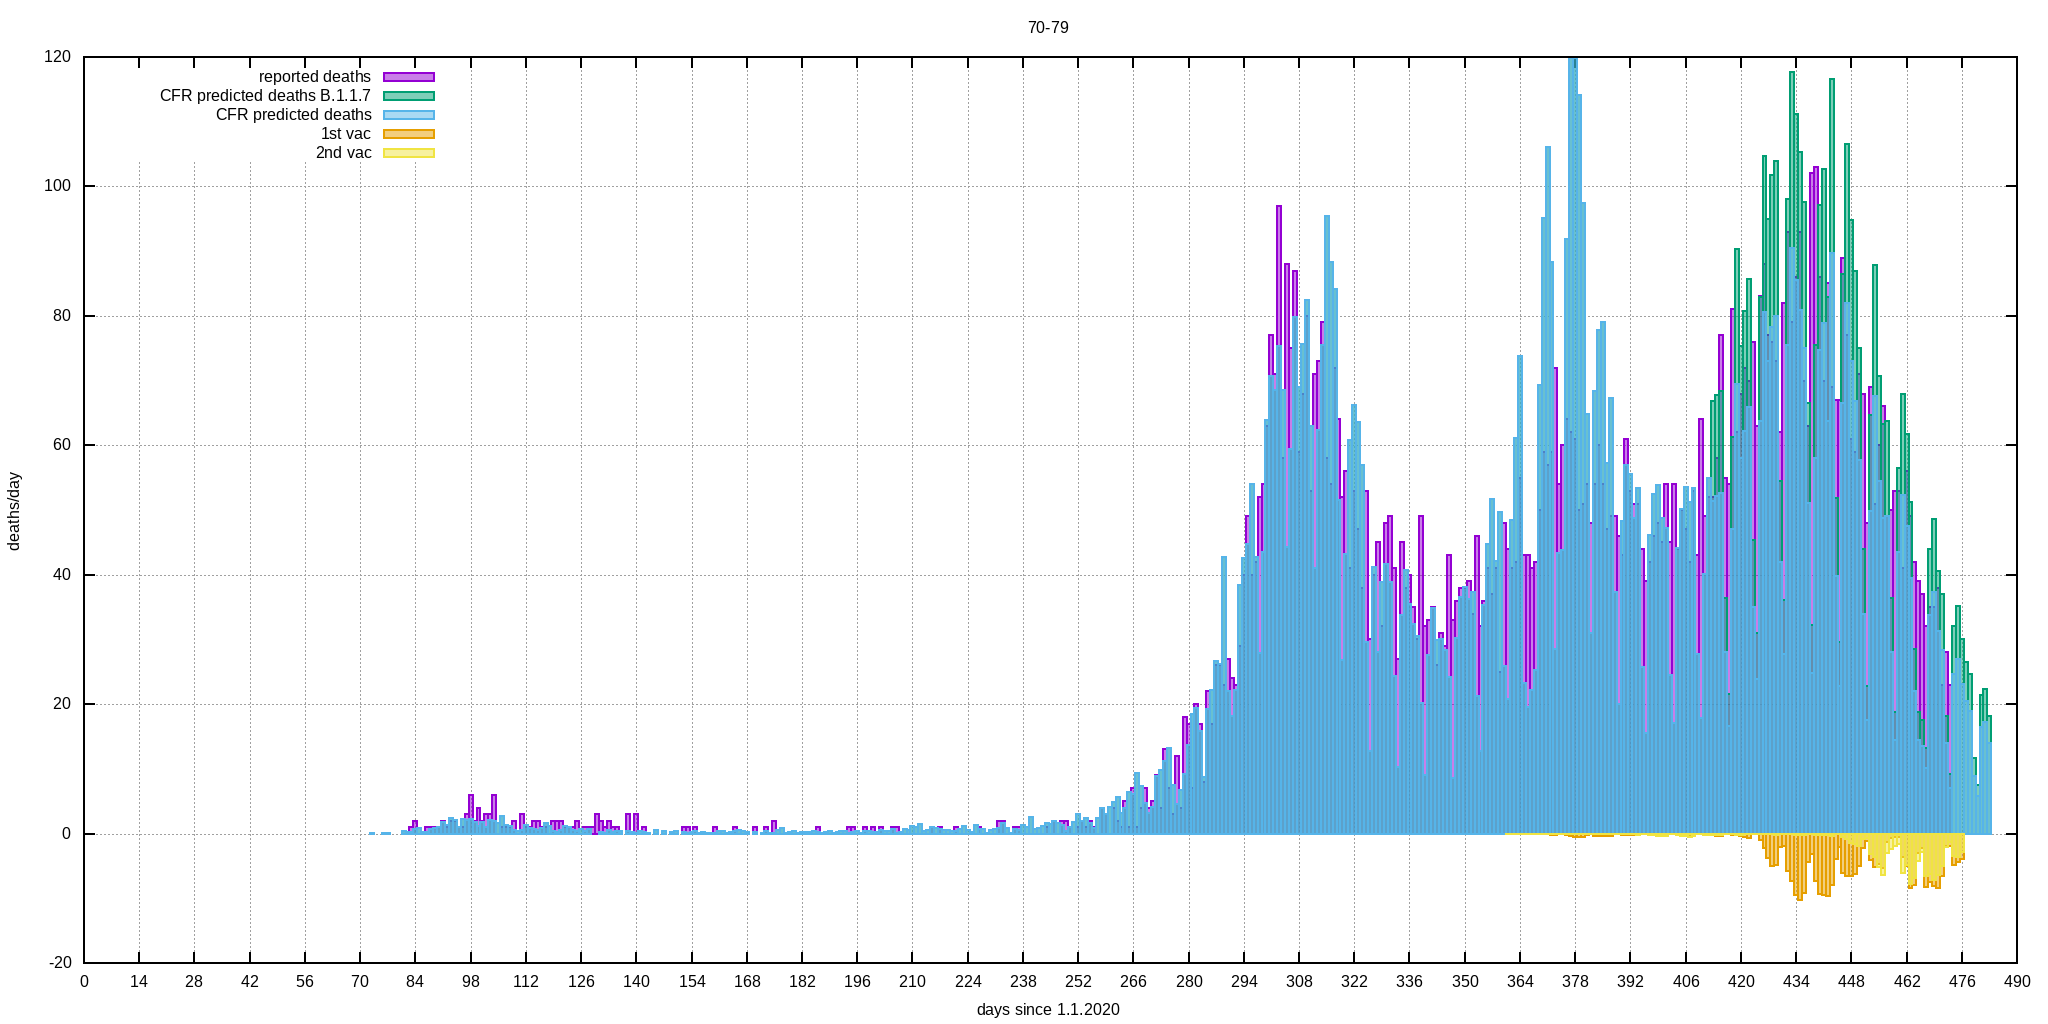 70-79
120
100
80
60
40
20
0
-20
reported deaths
CFR predicted deaths B.1.1.7
CFR predicted deaths
1st vac
2nd vac
deaths/day
0 14 28 42 56 70 84 98 112 126 140 154 168 182 196 210 224 238 252 266 280 294 308 322 336 350 364 378 392 406 420 434 448 462 476 490
days since 1.1.2020